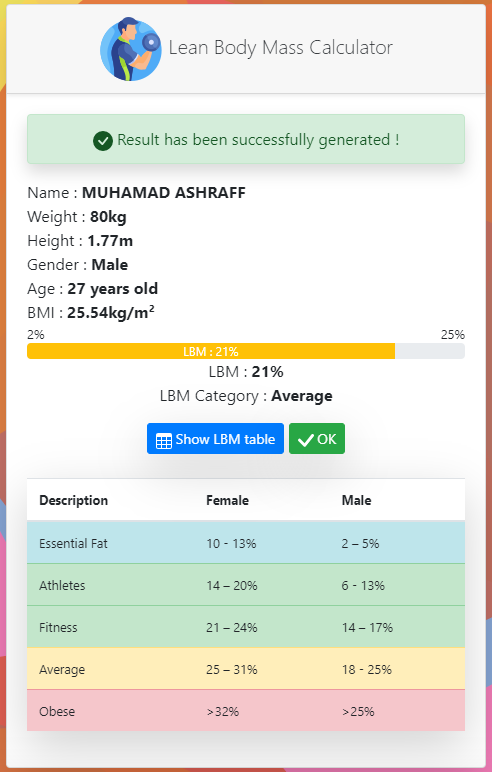 Lean Body Mass Calculator
Result has been successfully generated !
Name : MUHAMAD ASHRAFF
Weight : 80kg
Height : 1.77m
Gender : Male
Age : 27 years old
BMI : 25.54kg/m²
2% 25%
LBM : 21%
LBM : 21%
LBM Category : Average
Show LBM table OK
Description Female Male
Essential Fat 10 - 13% 2 – 5%
Athletes 14 – 20% 6 - 13%
Fitness 21 – 24% 14 – 17%
Average 25 – 31% 18 - 25%
Obese >32% >25%